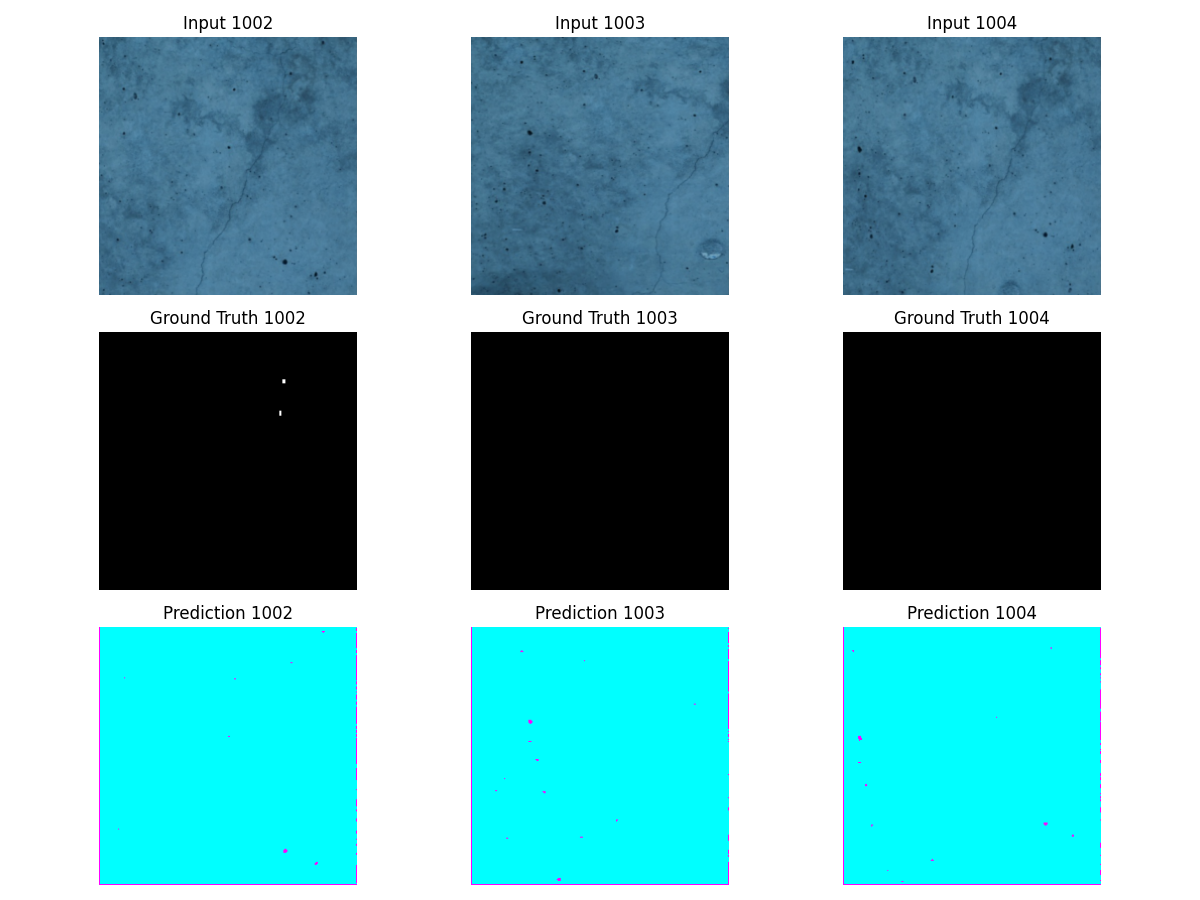 Input 1002
Input 1003
Input 1004
Ground Truth 1002
Ground Truth 1003
Ground Truth 1004
Prediction 1002
Prediction 1003
Prediction 1004